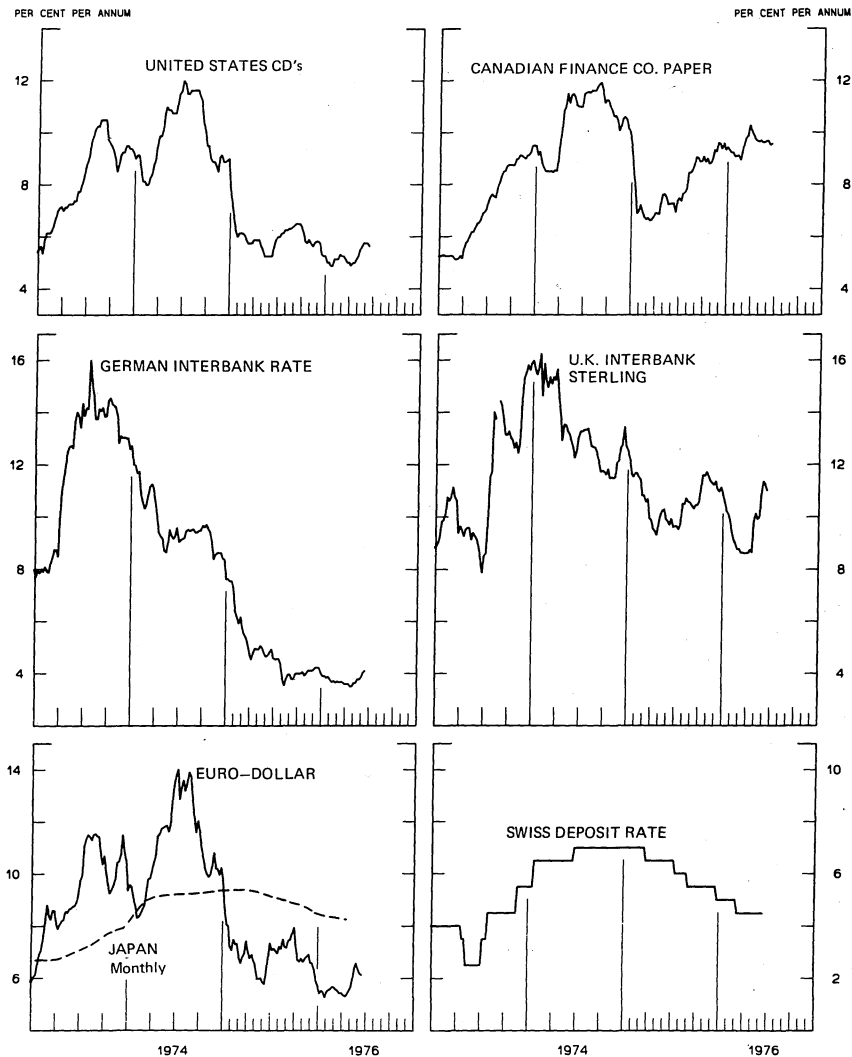 PER CENT PER ANNUM
PER CENT PER ANNUM
UNITED STATES CD's
12
8
4
CANADIAN FINANCE CO. PAPER
12
8
4
GERMAN INTERBANK RATE
16
12
8
4
U.K. INTERBANK
STERLING
16
12
8
4
EURO-DOLLAR
14
10
6
JAPAN
Monthly
SWISS DEPOSIT RATE
10
6
2
1974
1976
1974
1976